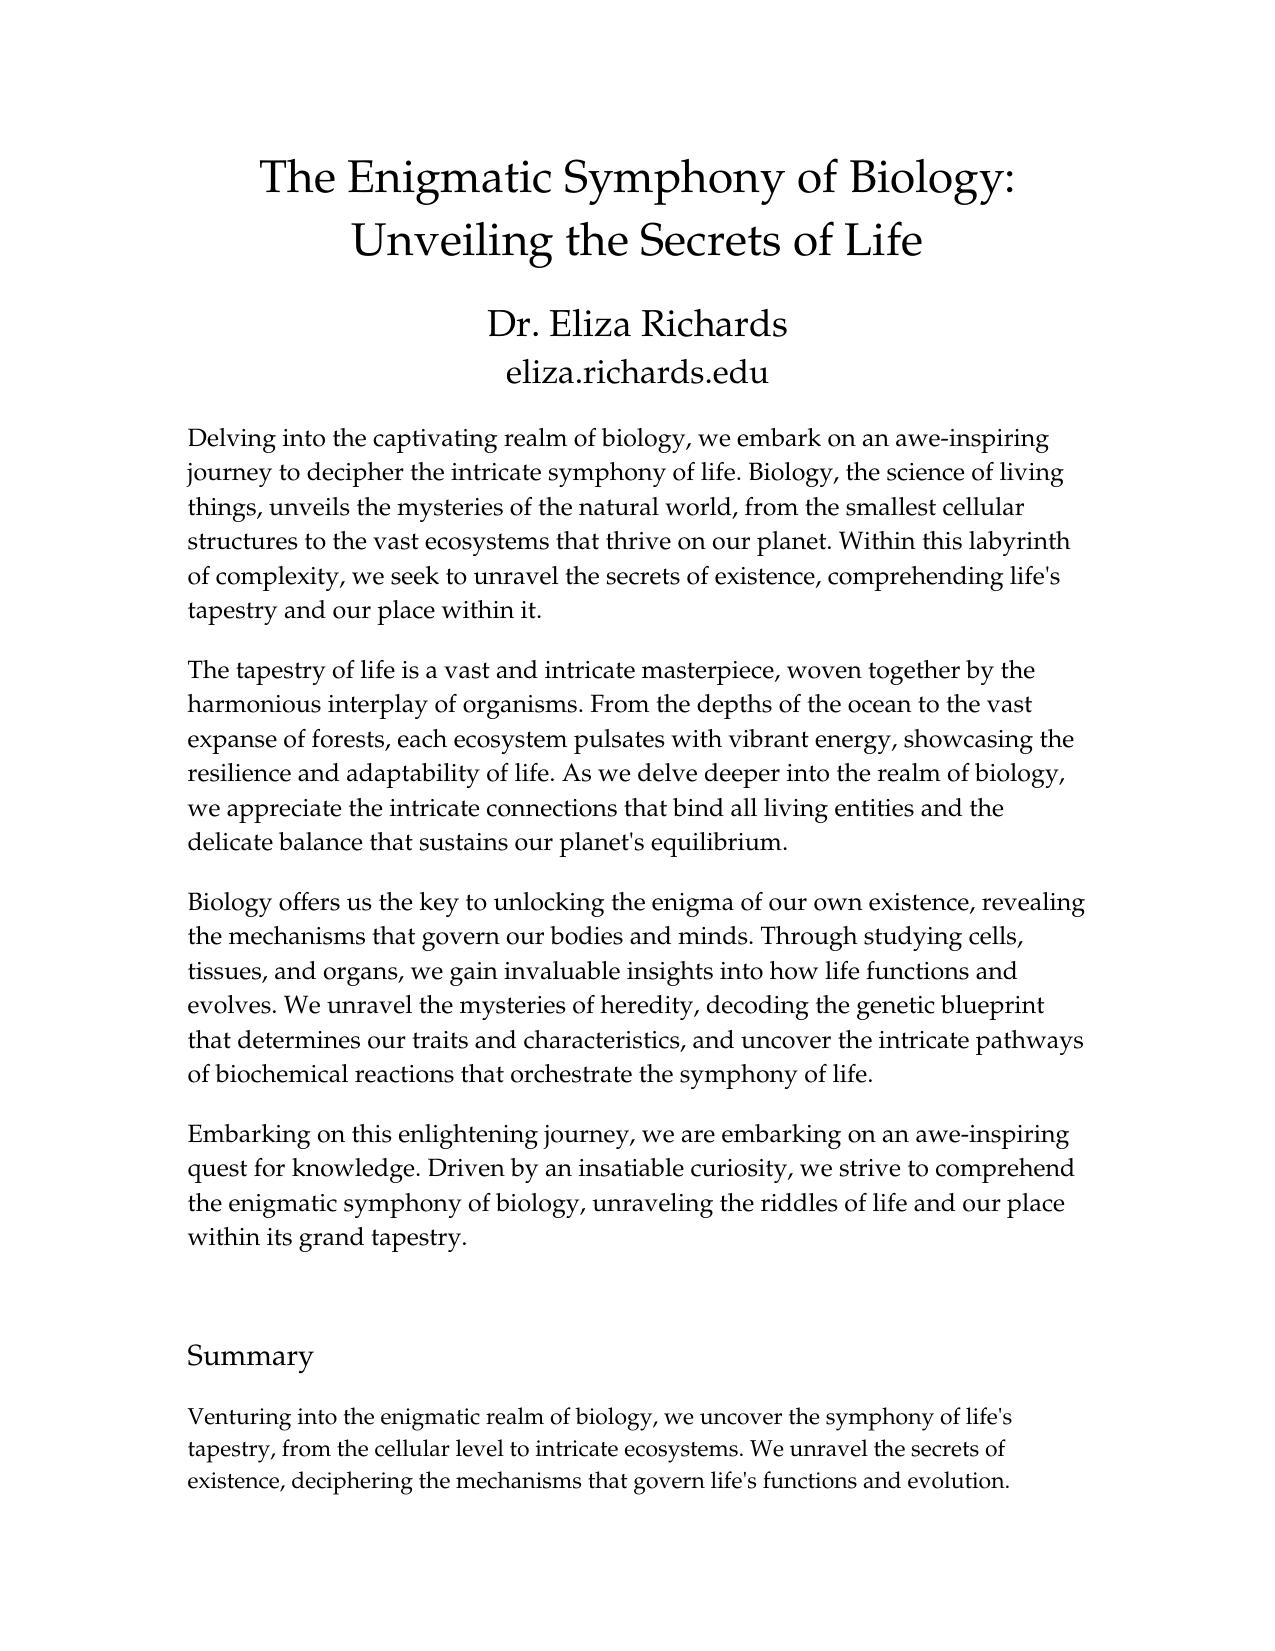 The Enigmatic Symphony of Biology:
Unveiling the Secrets of Life
Dr. Eliza Richards
eliza.richards.edu
Delving into the captivating realm of biology, we embark on an awe-inspiring
journey to decipher the intricate symphony of life. Biology, the science of living
things, unveils the mysteries of the natural world, from the smallest cellular
structures to the vast ecosystems that thrive on our planet. Within this labyrinth
of complexity, we seek to unravel the secrets of existence, comprehending life's
tapestry and our place within it.
The tapestry of life is a vast and intricate masterpiece, woven together by the
harmonious interplay of organisms. From the depths of the ocean to the vast
expanse of forests, each ecosystem pulsates with vibrant energy, showcasing the
resilience and adaptability of life. As we delve deeper into the realm of biology,
we appreciate the intricate connections that bind all living entities and the
delicate balance that sustains our planet's equilibrium.
Biology offers us the key to unlocking the enigma of our own existence, revealing
the mechanisms that govern our bodies and minds. Through studying cells,
tissues, and organs, we gain invaluable insights into how life functions and
evolves. We unravel the mysteries of heredity, decoding the genetic blueprint
that determines our traits and characteristics, and uncover the intricate pathways
of biochemical reactions that orchestrate the symphony of life.
Embarking on this enlightening journey, we are embarking on an awe-inspiring
quest for knowledge. Driven by an insatiable curiosity, we strive to comprehend
the enigmatic symphony of biology, unraveling the riddles of life and our place
within its grand tapestry.
Summary
Venturing into the enigmatic realm of biology, we uncover the symphony of life's
tapestry, from the cellular level to intricate ecosystems. We unravel the secrets of
existence, deciphering the mechanisms that govern life's functions and evolution.